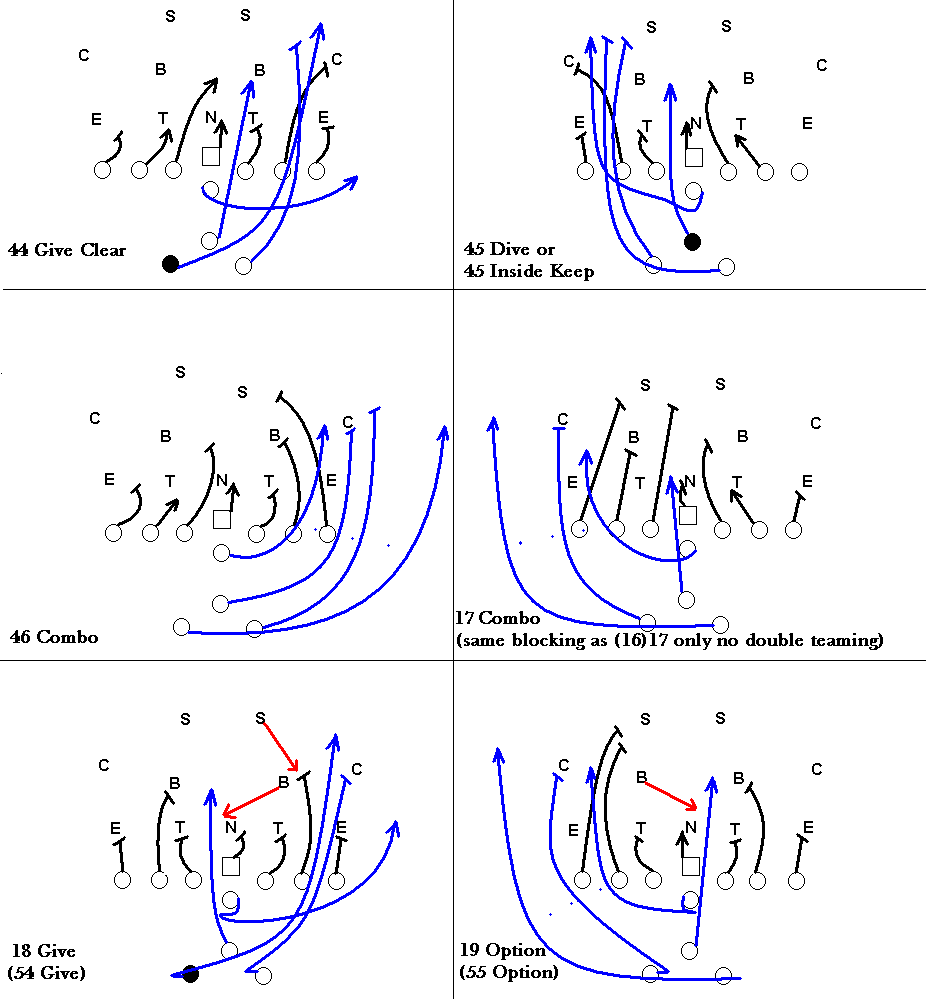 S S
C C
B B
E T N T E
44 Give Clear
S S
C C
B B
E T N T E
45 Dive or
45 Inside Keep
S S
C C
B B
E T N T E
46 Combo
S S
C C
B B
E T N T E
17 Combo
(same blocking as (16)17 only no double teaming)
S S
C C
B B
E T N T E
18 Give
(54 Give)
S S
C C
B B
E T N T E
19 Option
(55 Option)